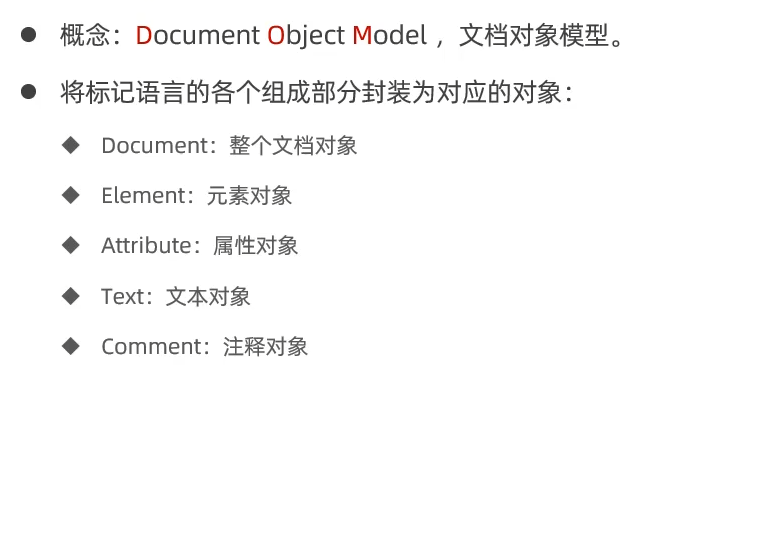 ● 概念：Document Object Model ，文档对象模型。
● 将标记语言的各个组成部分封装为对应的对象：
◆ Document：整个文档对象
◆ Element：元素对象
◆ Attribute：属性对象
◆ Text：文本对象
◆ Comment：注释对象